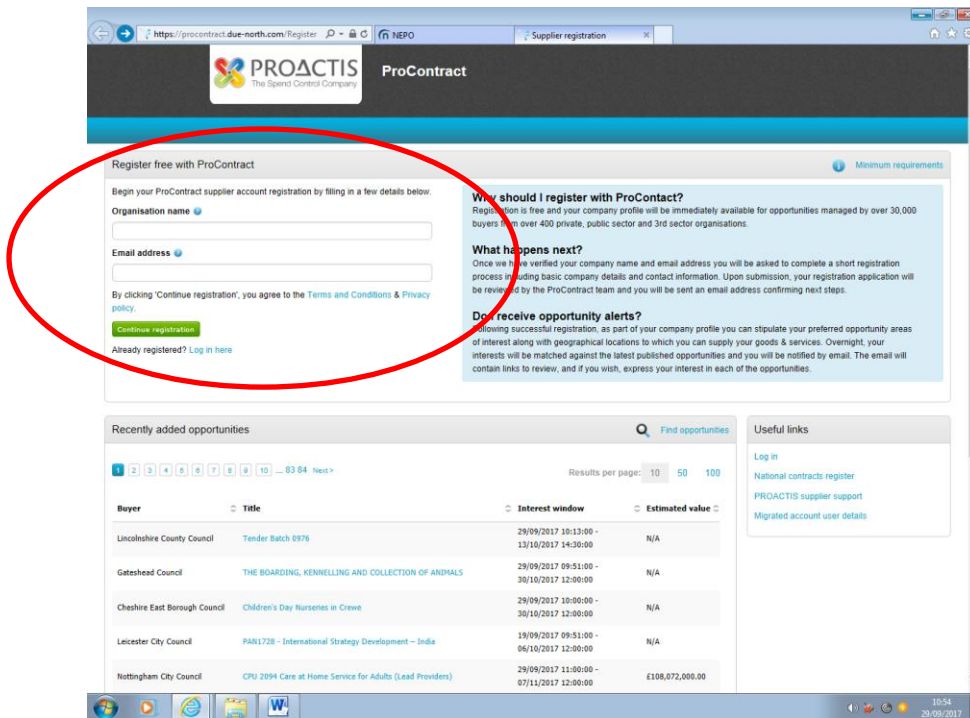 https://procontract.due-north.com/Register
NEPO
Supplier registration
PROACTIS
The Spend Control Company
ProContract
Register free with ProContract
Minimum requirements
Begin your ProContract supplier account registration by filling in a few details below.
Organisation name
Email address
By clicking 'Continue registration', you agree to the Terms and Conditions & Privacy
policy.
Continue registration
Already registered? Log in here
Why should I register with ProContact?
Registration is free and your company profile will be immediately available for opportunities managed by over 30,000
buyers from over 400 private, public sector and 3rd sector organisations.
What happens next?
Once we have verified your company name and email address you will be asked to complete a short registration
process including basic company details and contact information. Upon submission, your registration application will
be reviewed by the ProContract team and you will be sent an email address confirming next steps.
Do I receive opportunity alerts?
Following successful registration, as part of your company profile you can stipulate your preferred opportunity areas
of interest along with geographical locations to which you can supply your goods & services. Overnight, your
interests will be matched against the latest published opportunities and you will be notified by email. The email will
contain links to review, and if you wish, express your interest in each of the opportunities.
Recently added opportunities
Find opportunities
1 2 3 4 5 6 7 8 9 10 ... 83 84 Next >
Results per page: 10 50 100
Buyer Title Interest window Estimated value
Lincolnshire County Council Tender Batch 0976 29/09/2017 10:13:00 -
13/10/2017 14:30:00 N/A
Gateshead Council THE BOARDING, KENNELLING AND COLLECTION OF ANIMALS 29/09/2017 09:51:00 -
30/10/2017 12:00:00 N/A
Cheshire East Borough Council Children's Day Nurseries in Crewe 29/09/2017 10:00:00 -
30/10/2017 12:00:00 N/A
Leicester City Council PAN1728 - International Strategy Development – India 19/09/2017 09:51:00 -
06/10/2017 12:00:00 N/A
Nottingham City Council CPU 2094 Care at Home Service for Adults (Lead Providers) 29/09/2017 11:00:00 -
07/11/2017 12:00:00 £108,072,000.00
Useful links
Log in
National contracts register
PROACTIS supplier support
Migrated account user details
10:54
29/09/2017